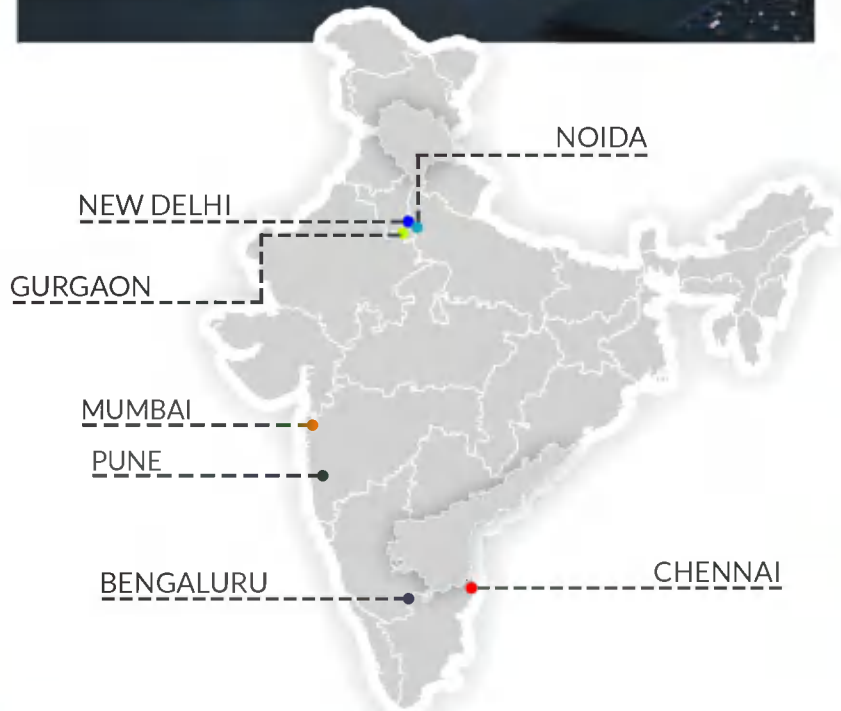 NOIDA
NEW DELHI
GURGAON
MUMBAI
PUNE
BENGALURU
CHENNAI